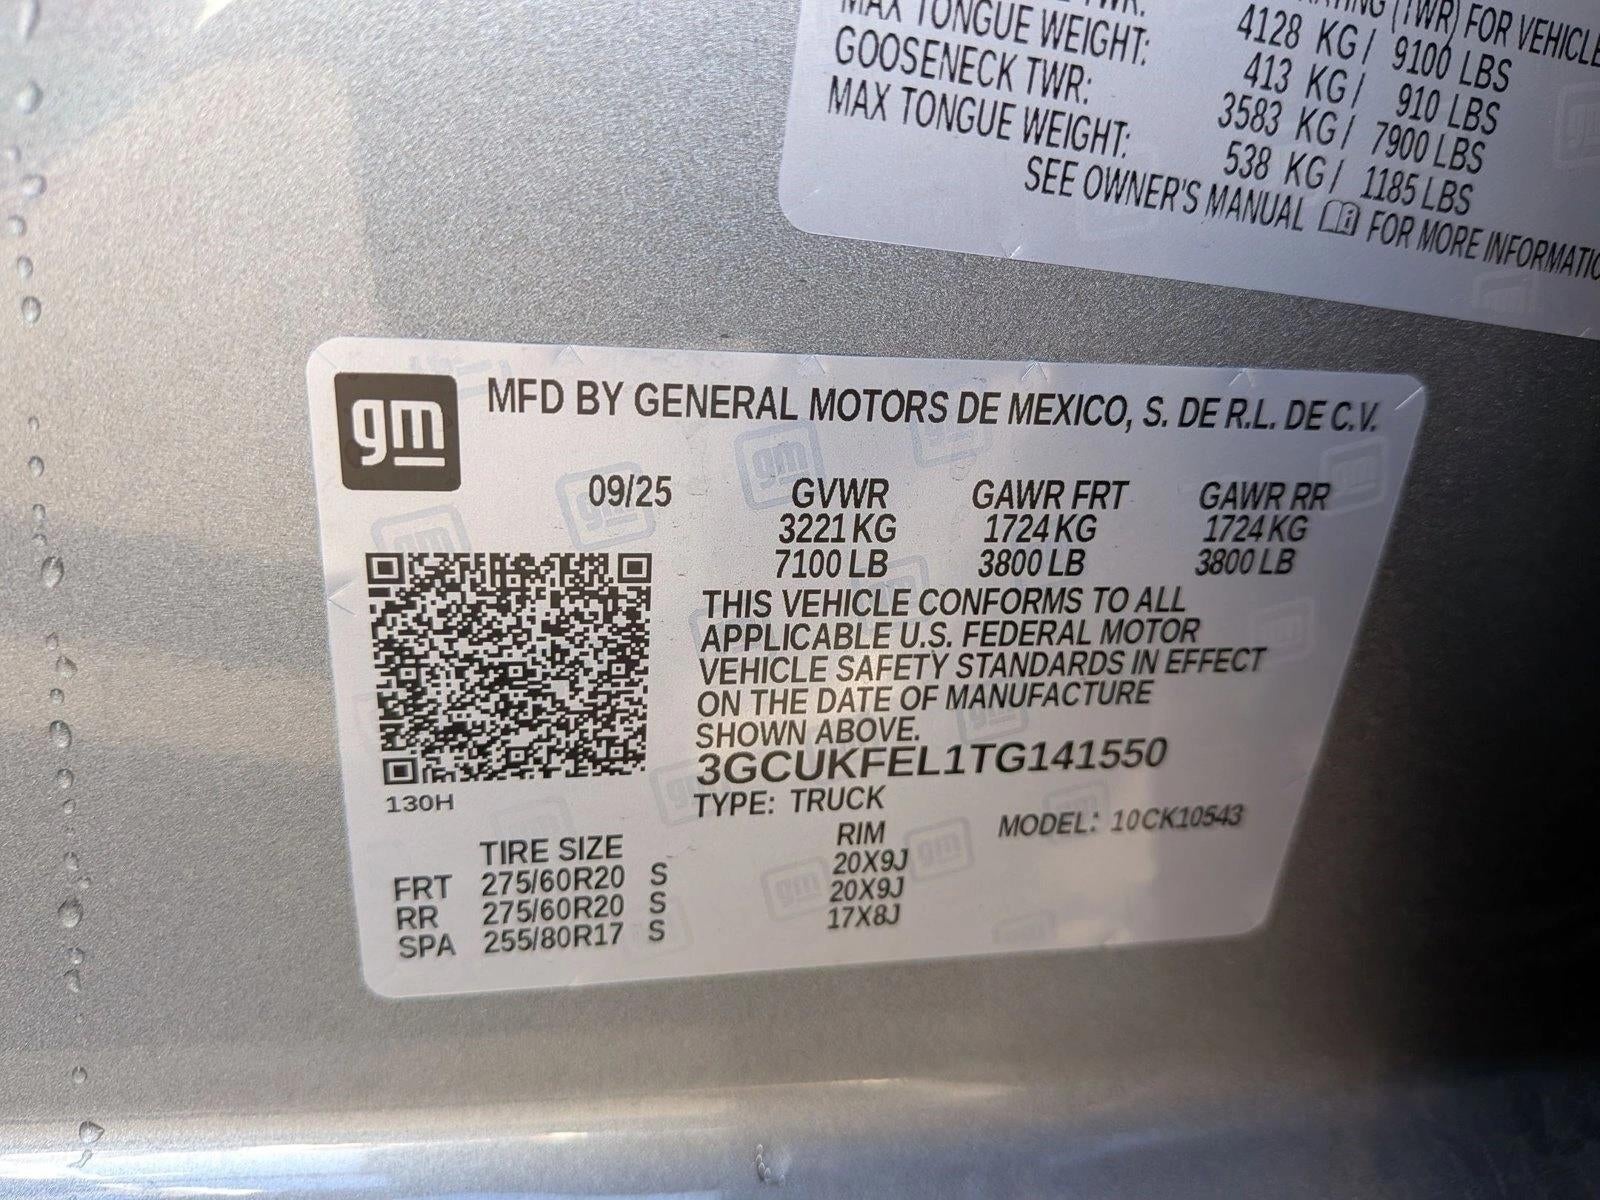 (TWR) FOR VEHICLE
TWR: 4128 KG/ 9100 LBS
MAX TONGUE WEIGHT: 413 KG/ 910 LBS
GOOSENECK TWR: 3583 KG/ 7900 LBS
MAX TONGUE WEIGHT: 538 KG/ 1185 LBS
SEE OWNER'S MANUAL FOR MORE INFORMATIO
gm
MFD BY GENERAL MOTORS DE MEXICO, S. DE R.L. DE C.V.
09/25 GVWR GAWR FRT GAWR RR
3221 KG 1724 KG 1724 KG
7100 LB 3800 LB 3800 LB
THIS VEHICLE CONFORMS TO ALL
APPLICABLE U.S. FEDERAL MOTOR
VEHICLE SAFETY STANDARDS IN EFFECT
ON THE DATE OF MANUFACTURE
SHOWN ABOVE.
3GCUKFEL1TG141550
130H
TYPE: TRUCK
MODEL: 10CK10543
TIRE SIZE RIM
FRT 275/60R20 S 20X9J
RR 275/60R20 S 20X9J
SPA 255/80R17 S 17X8J